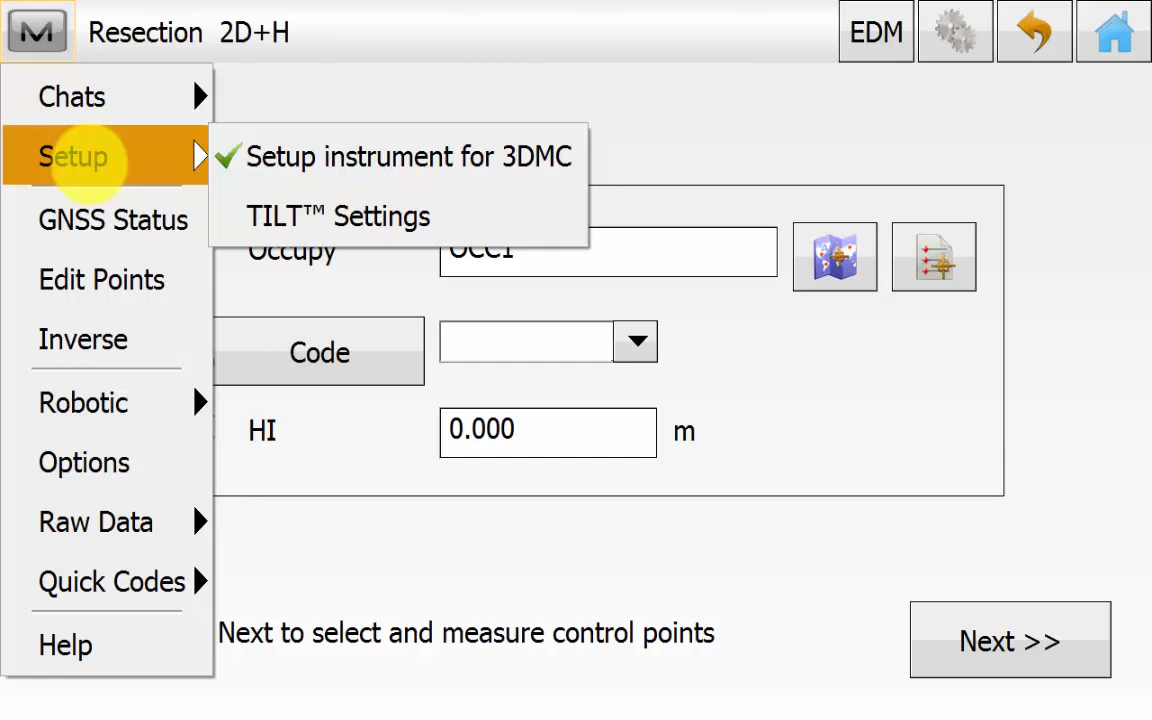 Resection 2D+H
EDM
Chats
Setup
Setup instrument for 3DMC
TILT™ Settings
GNSS Status
Occupy
OCC1
Edit Points
Inverse
Code
Robotic
HI
0.000
m
Options
Raw Data
Quick Codes
Help
Next to select and measure control points
Next >>